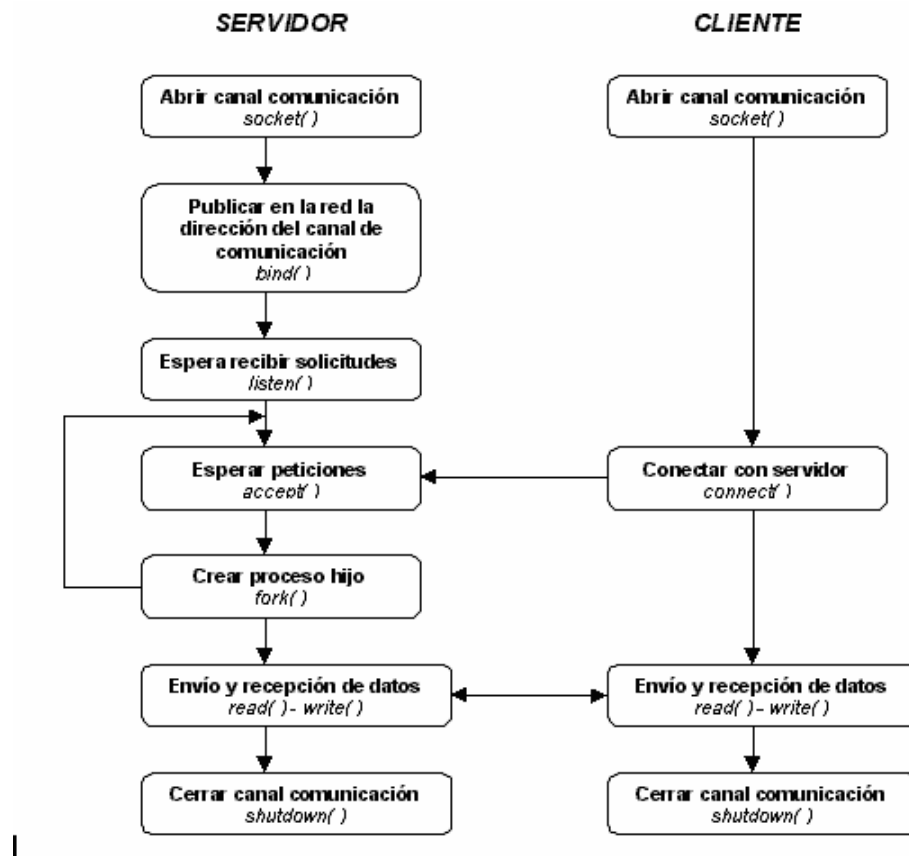 SERVIDOR
Abrir canal comunicación
socket( )
Publicar en la red la
dirección del canal de
comunicación
bind( )
Espera recibir solicitudes
listen( )
Esperar peticiones
accept( )
Crear proceso hijo
fork( )
Envío y recepción de datos
read( ) - write( )
Cerrar canal comunicación
shutdown( )
CLIENTE
Abrir canal comunicación
socket( )
Conectar con servidor
connect( )
Envío y recepción de datos
read( ) - write( )
Cerrar canal comunicación
shutdown( )